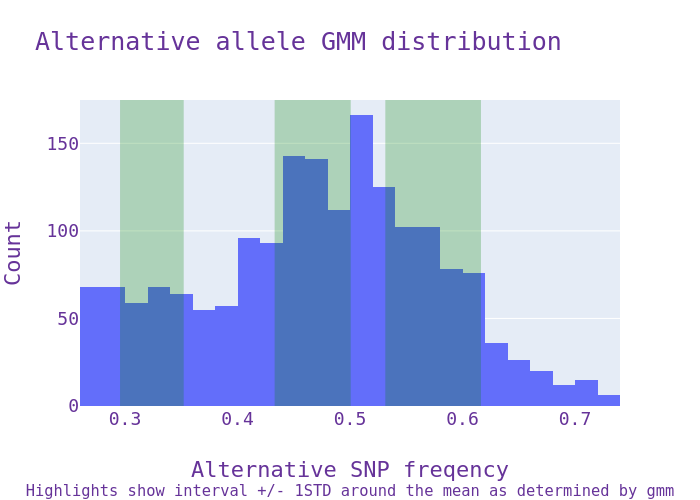 Alternative allele GMM distribution
150
100
50
0
Count
0.3 0.4 0.5 0.6 0.7
Alternative SNP freqency
Highlights show interval +/- 1STD around the mean as determined by gmm